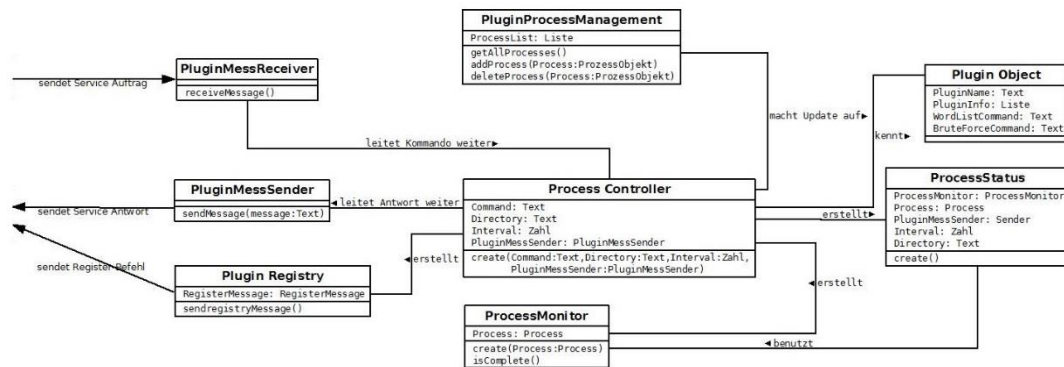 PluginProcessManagement
ProcessList: Liste
getAllProcesses()
addProcess(Process:ProzessObjekt)
deleteProcess(Process:ProzessObjekt)
PluginMessReceiver
receiveMessage()
sendet Service Auftrag
Plugin Object
PluginName: Text
PluginInfo: Liste
WordListCommand: Text
BruteForceCommand: Text
macht Update auf
kennt
leitet Kommando weiter
PluginMessSender
sendMessage(message:Text)
sendet Service Antwort
leitet Antwort weiter
Process Controller
Command: Text
Directory: Text
Interval: Zahl
PluginMessSender: PluginMessSender
create(Command:Text,Directory:Text,Interval:Zahl,
PluginMessSender:PluginMessSender)
ProcessStatus
ProcessMonitor: ProcessMonitor
Process: Process
PluginMessSender: Sender
Interval: Zahl
Directory: Text
create()
erstellt
sendet Register Befehl
erstellt
Plugin Registry
RegisterMessage: RegisterMessage
sendregistryMessage()
erstellt
ProcessMonitor
Process: Process
create(Process:Process)
isComplete()
benutzt